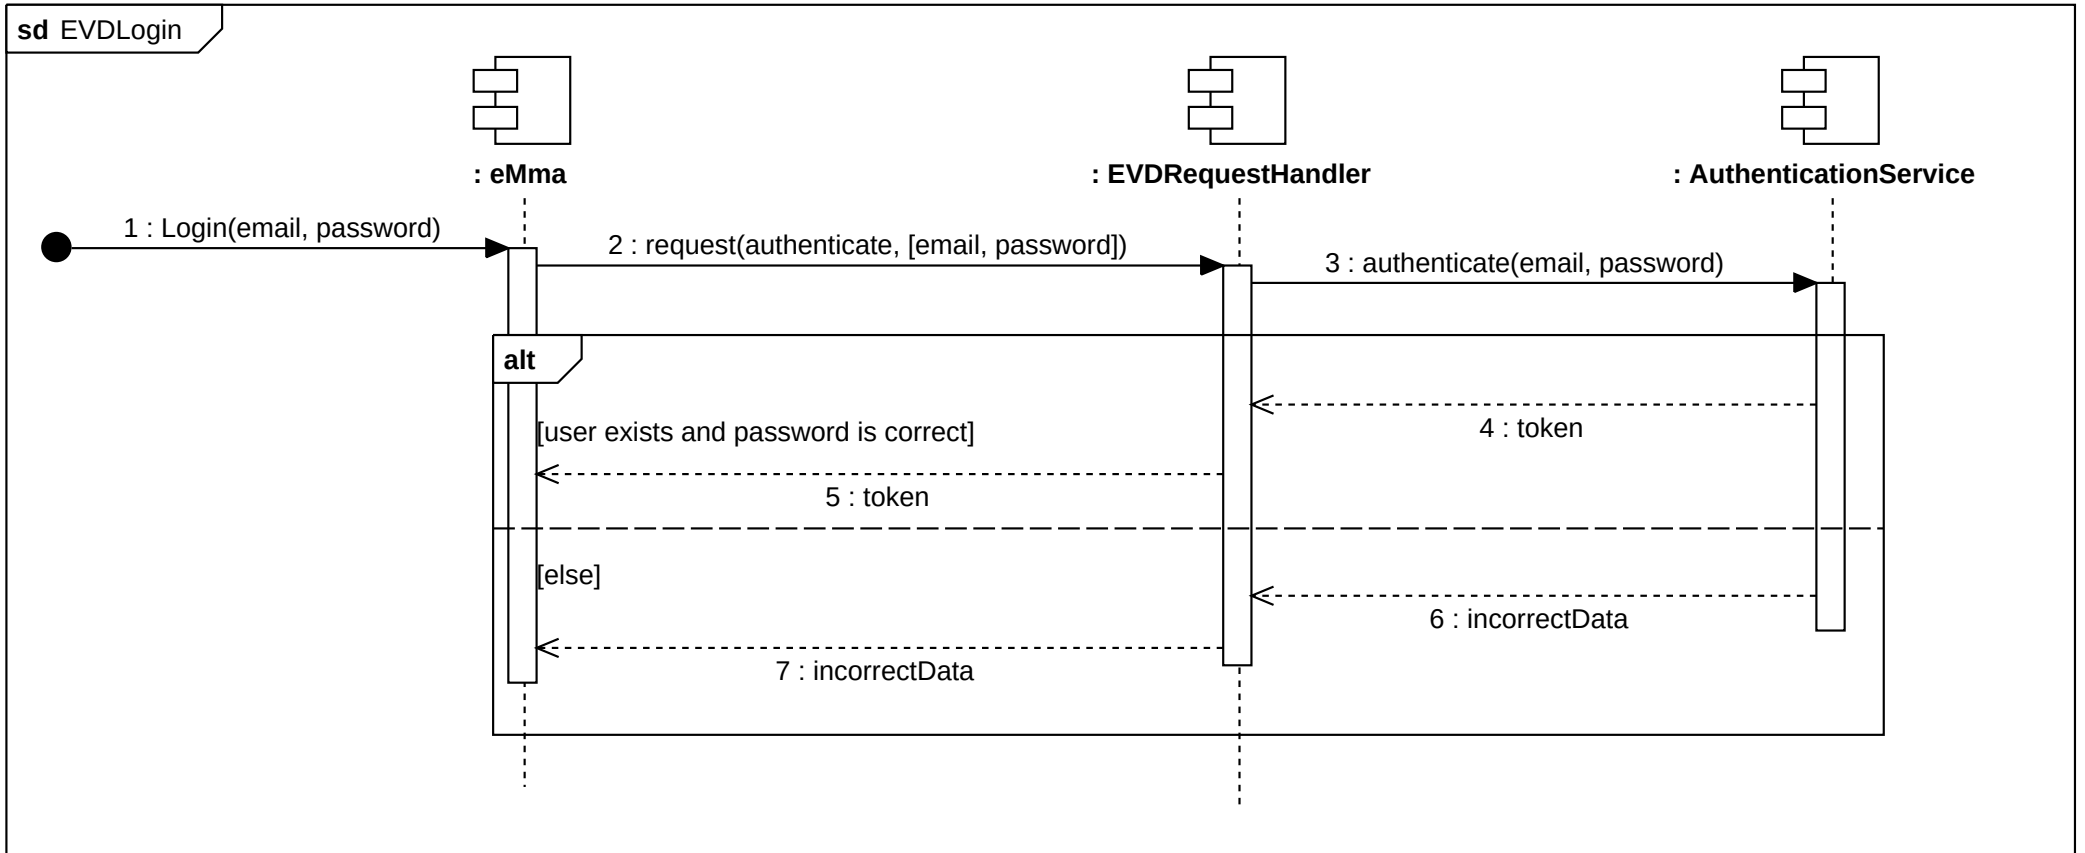 sd EVDLogin
: eMma
: EVDRequestHandler
: AuthenticationService
1 : Login(email, password)
2 : request(authenticate, [email, password])
3 : authenticate(email, password)
alt
4 : token
[user exists and password is correct]
5 : token
[else]
6 : incorrectData
7 : incorrectData